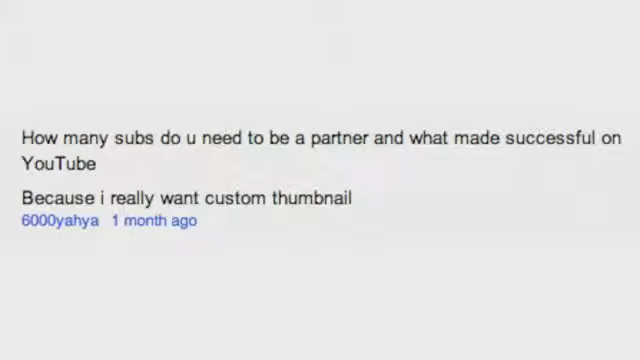 How many subs do u need to be a partner and what made successful on
YouTube
Because i really want custom thumbnail
6000yahya 1 month ago